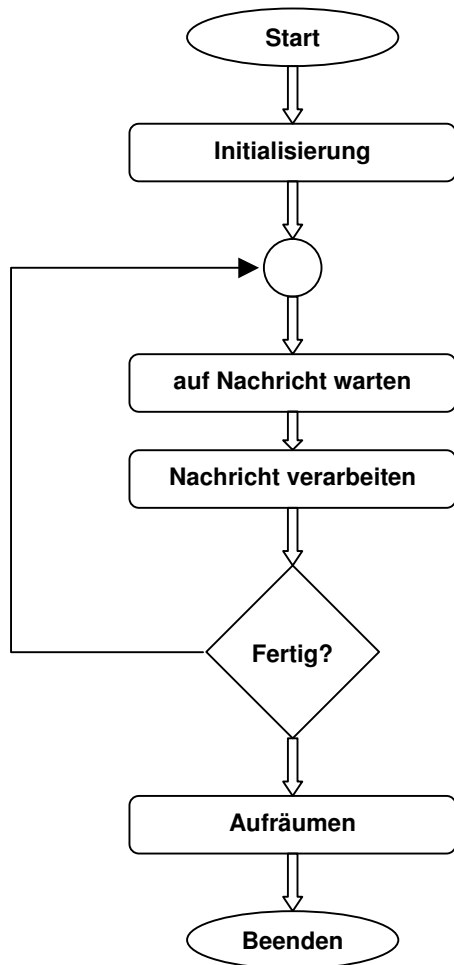 Start
Initialisierung
auf Nachricht warten
Nachricht verarbeiten
Fertig?
Aufräumen
Beenden